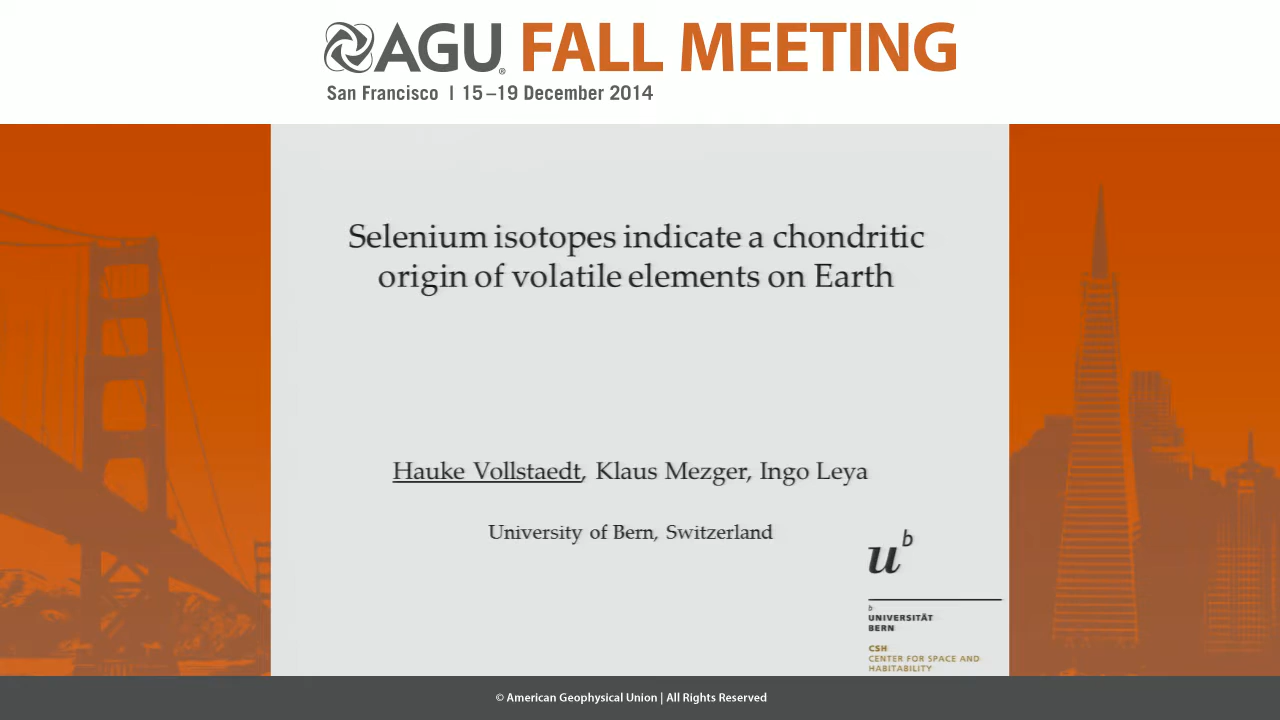 AGU® FALL MEETING
San Francisco | 15–19 December 2014
Selenium isotopes indicate a chondritic
origin of volatile elements on Earth
Hauke Vollstaedt, Klaus Mezger, Ingo Leya
University of Bern, Switzerland
u b
b
UNIVERSITÄT
BERN
CSH
CENTER FOR SPACE AND
HABITABILITY
© American Geophysical Union | All Rights Reserved